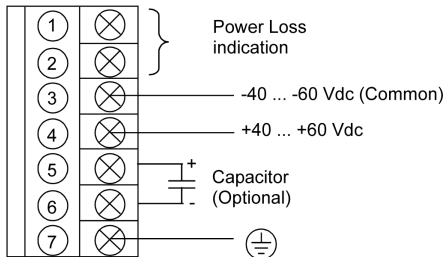 1
Power Loss
indication
2
3
-40 ... -60 Vdc (Common)
4
+40 ... +60 Vdc
5
+
Capacitor
(Optional)
6
-
7